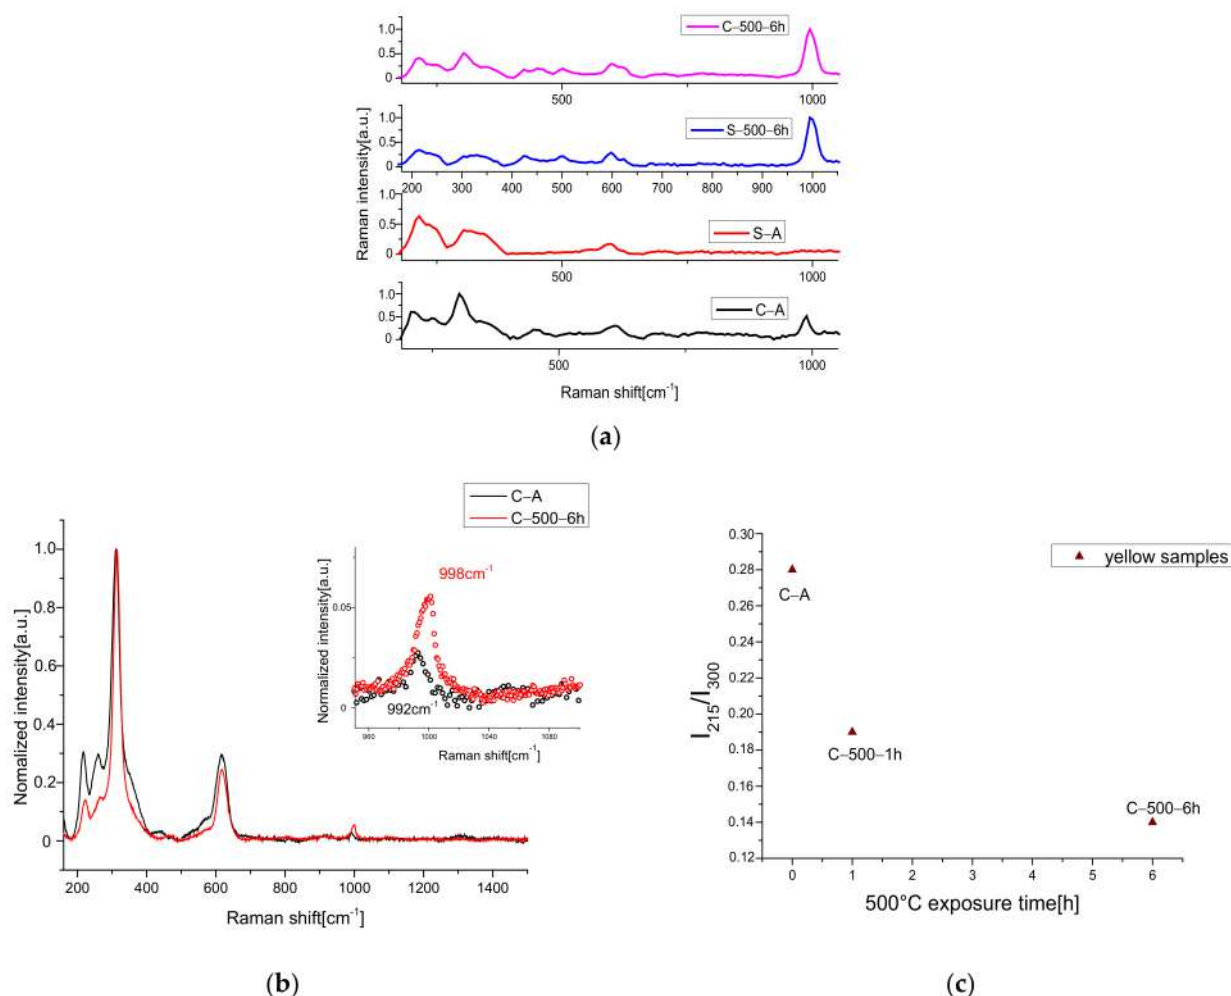 C–500–6h
1.0
0.5
0
500
1000
S–500–6h
1.0
0.5
0
200 300 400 500 600 700 800 900 1000
Raman intensity[a.u.]
S–A
1.0
0.5
0
500
1000
C–A
1.0
0.5
0
500
1000
Raman shift[cm⁻¹]
(a)
C–A
C–500–6h
Nomalized intensity[a.u.]
1.0
0.8
0.6
0.4
0.2
0
200 400 600 800 1000 1200 1400
Raman shift[cm⁻¹]
Normalized intensity[a.u.]
0.05
0
998cm⁻¹
992cm⁻¹
960 1000 1040 1080
Raman shift[cm⁻¹]
(b)
yellow samples
I₂₁₅/I₃₀₀
0.30
0.28
0.26
0.24
0.22
0.20
0.18
0.16
0.14
0.12
C–A
C–500–1h
C–500–6h
0 1 2 3 4 5 6
500°C exposure time[h]
(c)